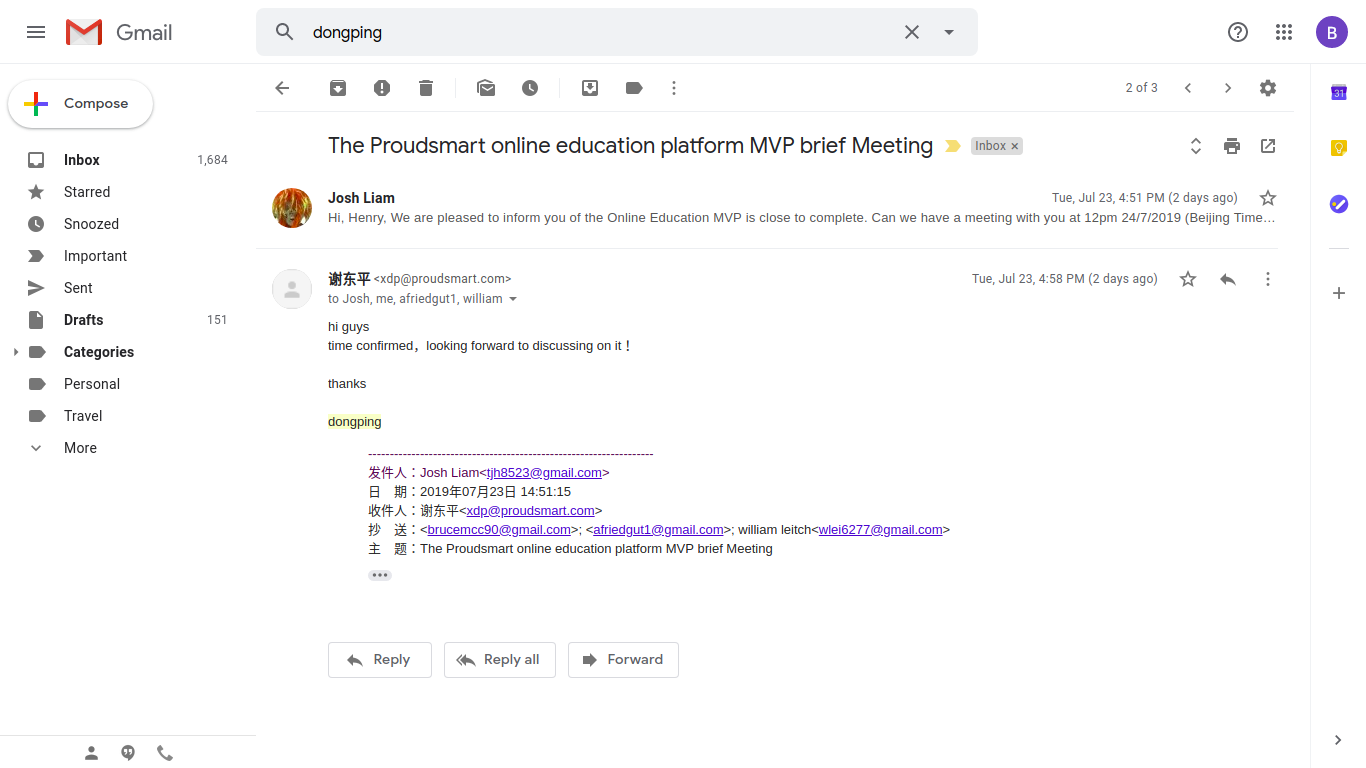 Gmail
dongping
B
Compose
2 of 3
31
Inbox 1,684
Starred
Snoozed
Important
Sent
Drafts 151
Categories
Personal
Travel
More
The Proudsmart online education platform MVP brief Meeting
Inbox ×
Josh Liam
Tue, Jul 23, 4:51 PM (2 days ago)
Hi, Henry, We are pleased to inform you of the Online Education MVP is close to complete. Can we have a meeting with you at 12pm 24/7/2019 (Beijing Time…
谢东平 <xdp@proudsmart.com>
Tue, Jul 23, 4:58 PM (2 days ago)
to Josh, me, afriedgut1, william
hi guys
time confirmed，looking forward to discussing on it！
thanks
dongping
------------------------------------------------------------------
发件人：Josh Liam<tjh8523@gmail.com>
日　期：2019年07月23日 14:51:15
收件人：谢东平<xdp@proudsmart.com>
抄　送：<brucemcc90@gmail.com>; <afriedgut1@gmail.com>; william leitch<wlei6277@gmail.com>
主　题：The Proudsmart online education platform MVP brief Meeting
Reply
Reply all
Forward